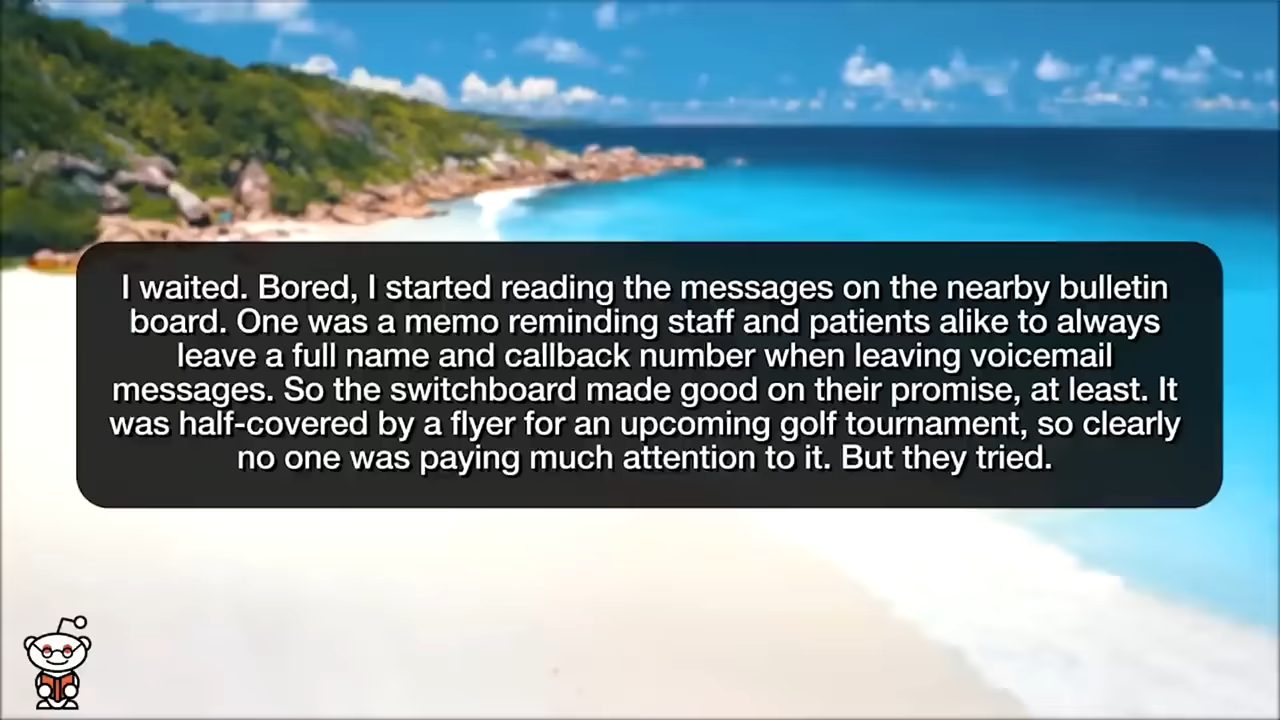 I waited. Bored, I started reading the messages on the nearby bulletin
board. One was a memo reminding staff and patients alike to always
leave a full name and callback number when leaving voicemail
messages. So the switchboard made good on their promise, at least. It
was half-covered by a flyer for an upcoming golf tournament, so clearly
no one was paying much attention to it. But they tried.